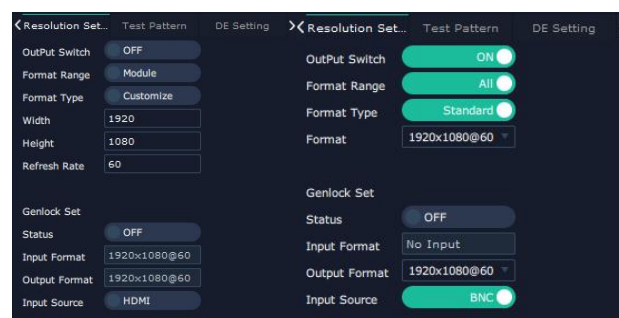 Resolution Set... Test Pattern DE Setting
OutPut Switch OFF
Format Range Module
Format Type Customize
Width 1920
Height 1080
Refresh Rate 60
Genlock Set
Status OFF
Input Format 1920x1080@60
Output Format 1920x1080@60
Input Source HDMI
Resolution Set... Test Pattern DE Setting
OutPut Switch ON
Format Range All
Format Type Standard
Format 1920x1080@60
Genlock Set
Status OFF
Input Format No Input
Output Format 1920x1080@60
Input Source BNC